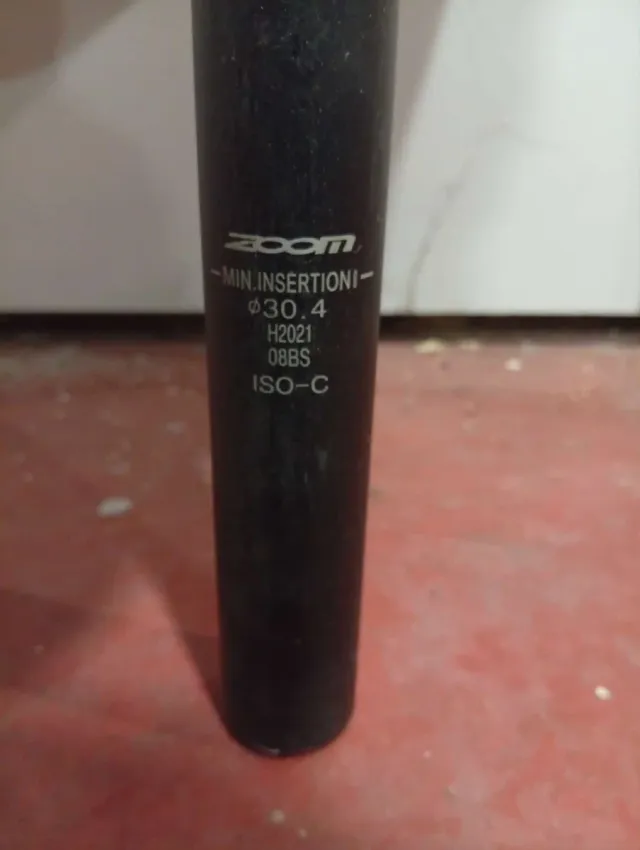 ZOOM
-MIN.INSERTION!-
ø30.4
H2021
08BS
ISO-C